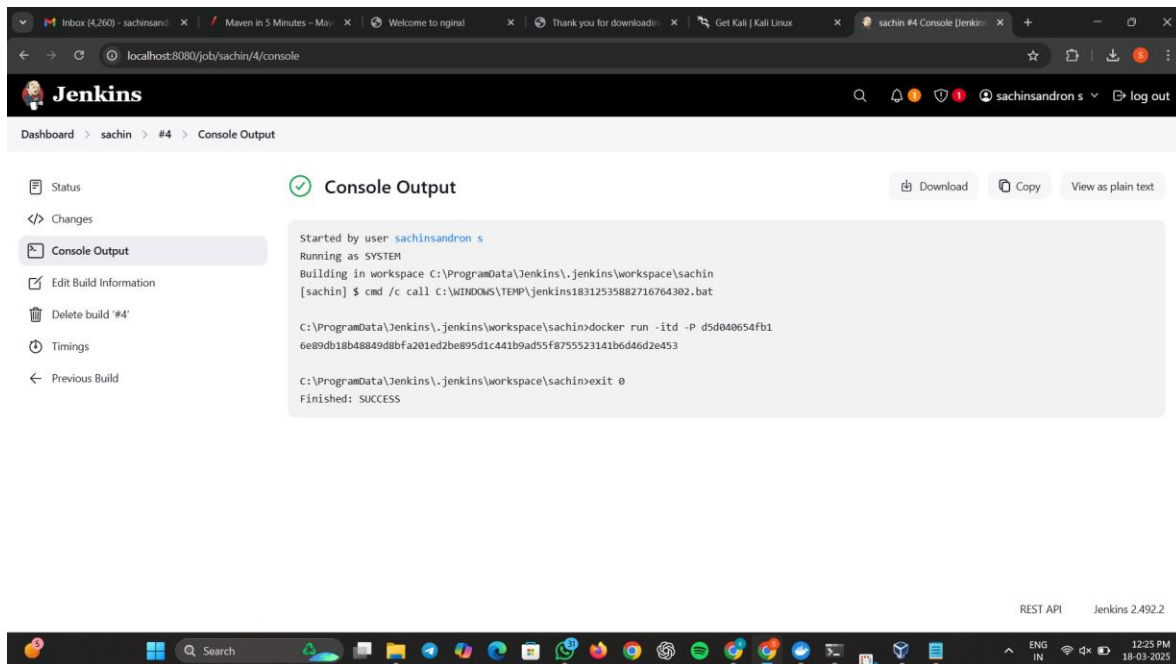 Inbox (4,260) - sachinsand
Maven in 5 Minutes – Mav
Welcome to nginx!
Thank you for downloadin
Get Kali | Kali Linux
sachin #4 Console [Jenkins
localhost:8080/job/sachin/4/console
S
Jenkins
1
1
sachinsandron s
log out
Dashboard > sachin > #4 > Console Output
Status
Changes
Console Output
Edit Build Information
Delete build '#4'
Timings
Previous Build
Console Output
Download
Copy
View as plain text
Started by user sachinsandron s
Running as SYSTEM
Building in workspace C:\ProgramData\Jenkins\.jenkins\workspace\sachin
[sachin] $ cmd /c call C:\WINDOWS\TEMP\jenkins18312535882716764302.bat
C:\ProgramData\Jenkins\.jenkins\workspace\sachin>docker run -itd -P d5d040654fb1
6e89db18b48849d8bfa201ed2be895d1c441b9ad55f8755523141b6d46d2e453
C:\ProgramData\Jenkins\.jenkins\workspace\sachin>exit 0
Finished: SUCCESS
REST API
Jenkins 2.492.2
Search
ENG
IN
12:25 PM
18-03-2025